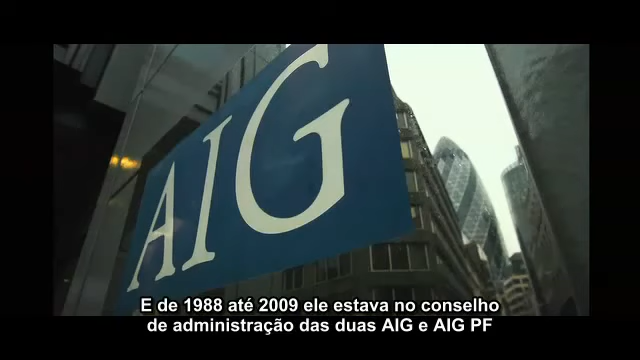 AIG
E de 1988 até 2009 ele estava no conselho
de administração das duas AIG e AIG PF